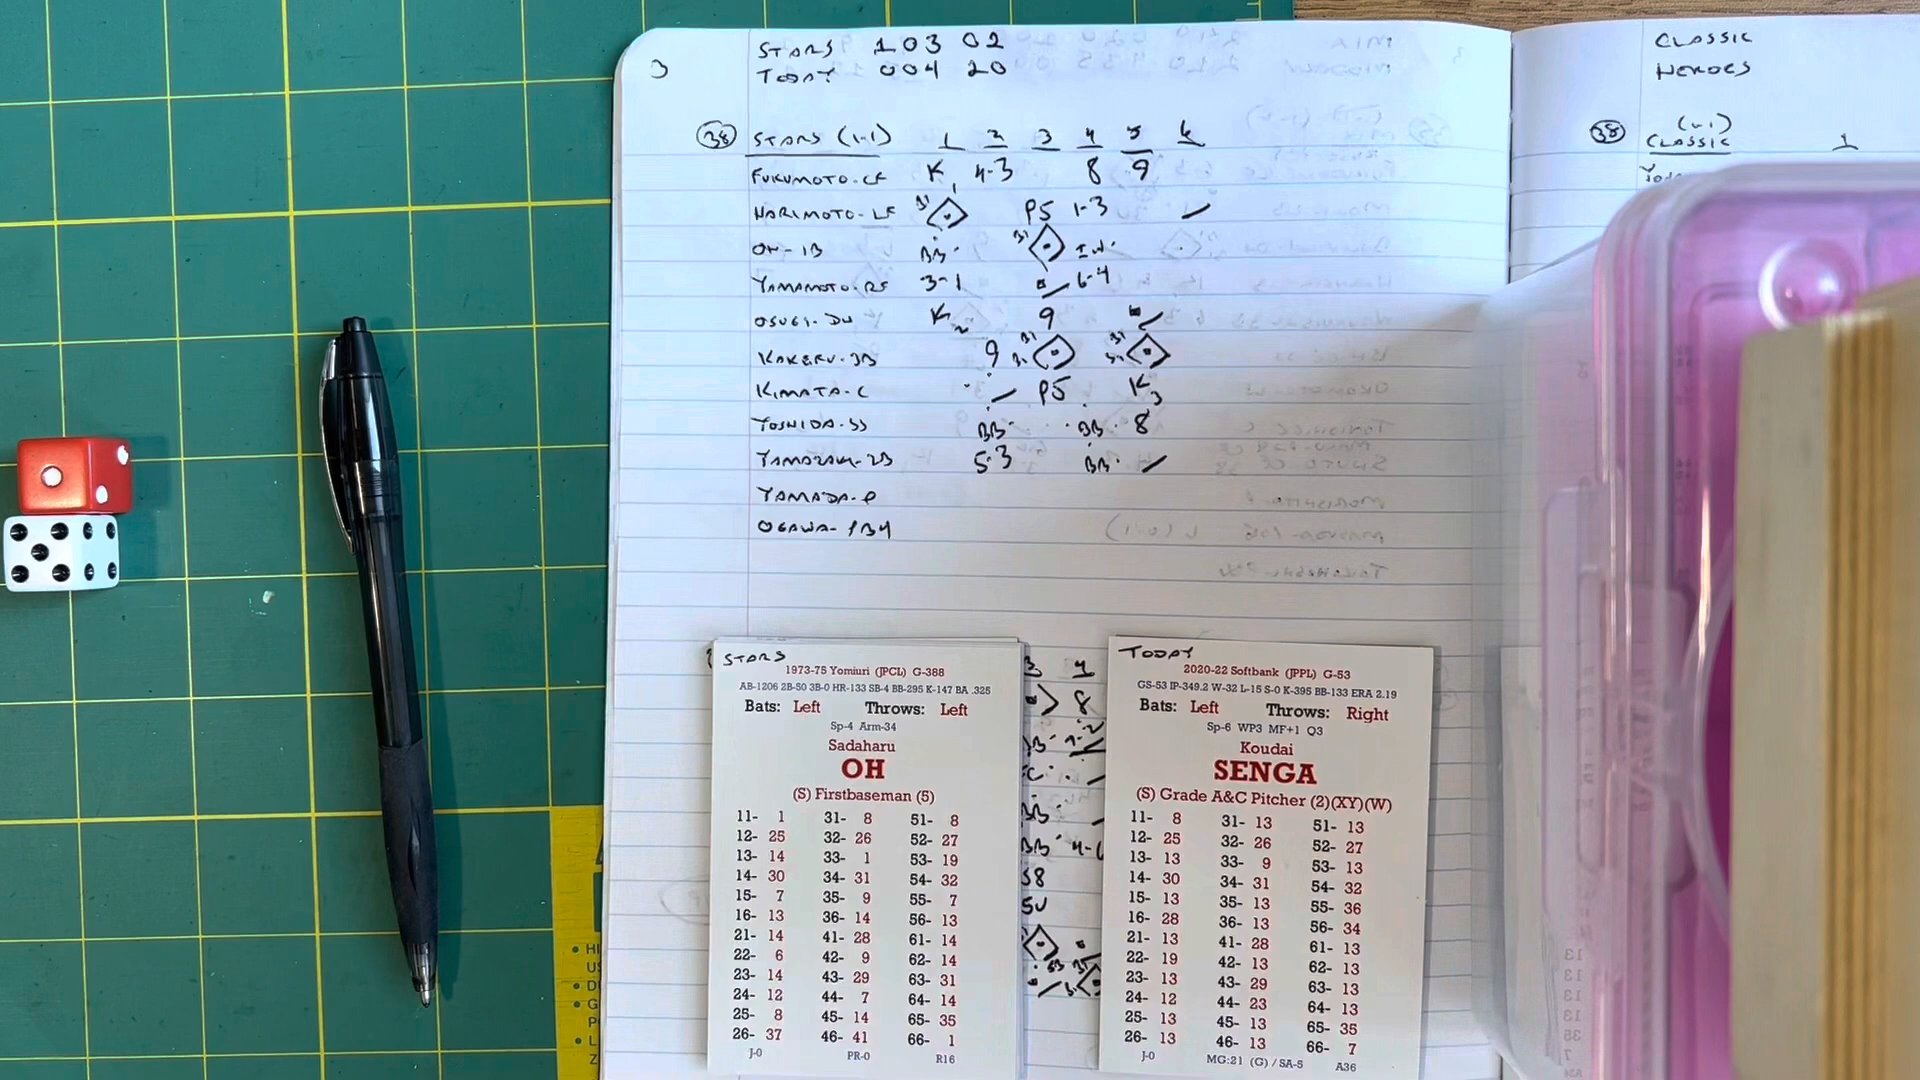 3
STARS 103 02
TODAY 004 20
38 STARS (1-1) 1 2 3 4 5 6
FUKUMOTO-CF K 4-3 8 9
HARIMOTO-LF P5 1-3
OH-1B BB IW
YAMAMOTO-RF 3-1 6-4
OSUGI-DH K2 9
KAKEFU-3B 9
KIMATA-C P5 K3
YOSHIDA-SS BB BB 8
YAMAZAKI-2B 5-3 BB
YAMADA-P
OGAWA-1B4
CLASSIC
HEROES
38 (1-1)
CLASSIC 1
STARS
1973-75 Yomiuri (JPCL) G-388
AB-1206 2B-50 3B-0 HR-133 SB-4 BB-295 K-147 BA .325
Bats: Left Throws: Left
Sp-4 Arm-34
Sadaharu
OH
(S) Firstbaseman (5)
11- 1 31- 8 51- 8
12- 25 32- 26 52- 27
13- 14 33- 1 53- 19
14- 30 34- 31 54- 32
15- 7 35- 9 55- 7
16- 13 36- 14 56- 13
21- 14 41- 28 61- 14
22- 6 42- 9 62- 14
23- 14 43- 29 63- 31
24- 12 44- 7 64- 14
25- 8 45- 14 65- 35
26- 37 46- 41 66- 1
J-0 PR-0 R16
TODAY
2020-22 Softbank (JPPL) G-53
GS-53 IP-349.2 W-32 L-15 S-0 K-395 BB-133 ERA 2.19
Bats: Left Throws: Right
Sp-6 WP3 MF+1 Q3
Koudai
SENGA
(S) Grade A&C Pitcher (2)(XY)(W)
11- 8 31- 13 51- 13
12- 25 32- 26 52- 27
13- 13 33- 9 53- 13
14- 30 34- 31 54- 32
15- 13 35- 13 55- 36
16- 28 36- 13 56- 34
21- 13 41- 28 61- 13
22- 19 42- 13 62- 13
23- 13 43- 29 63- 13
24- 12 44- 23 64- 13
25- 13 45- 13 65- 35
26- 13 46- 13 66- 7
J-0 MG:21 (G) / SA-5 A36